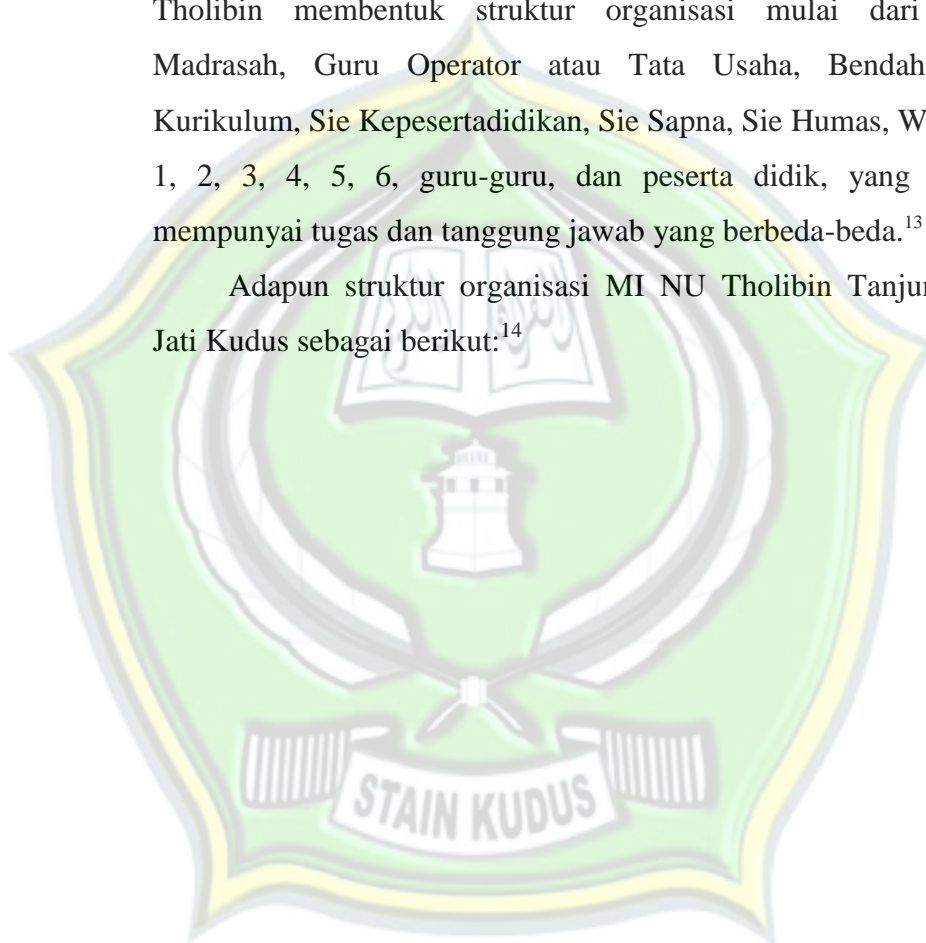 Tholibin membentuk struktur organisasi mulai dari
Madrasah, Guru Operator atau Tata Usaha,
Kurikulum, Sie Kepesertadidikan, Sie Sapna, Sie Humas,
1, 2, 3, 4, 5, 6, guru-guru, dan peserta didik, yang
mempunyai tugas dan tanggung jawab yang berbeda-beda.13
Adapun struktur organisasi MI NU Tholibin
Jati Kudus sebagai berikut:14
STAIN KUDUS